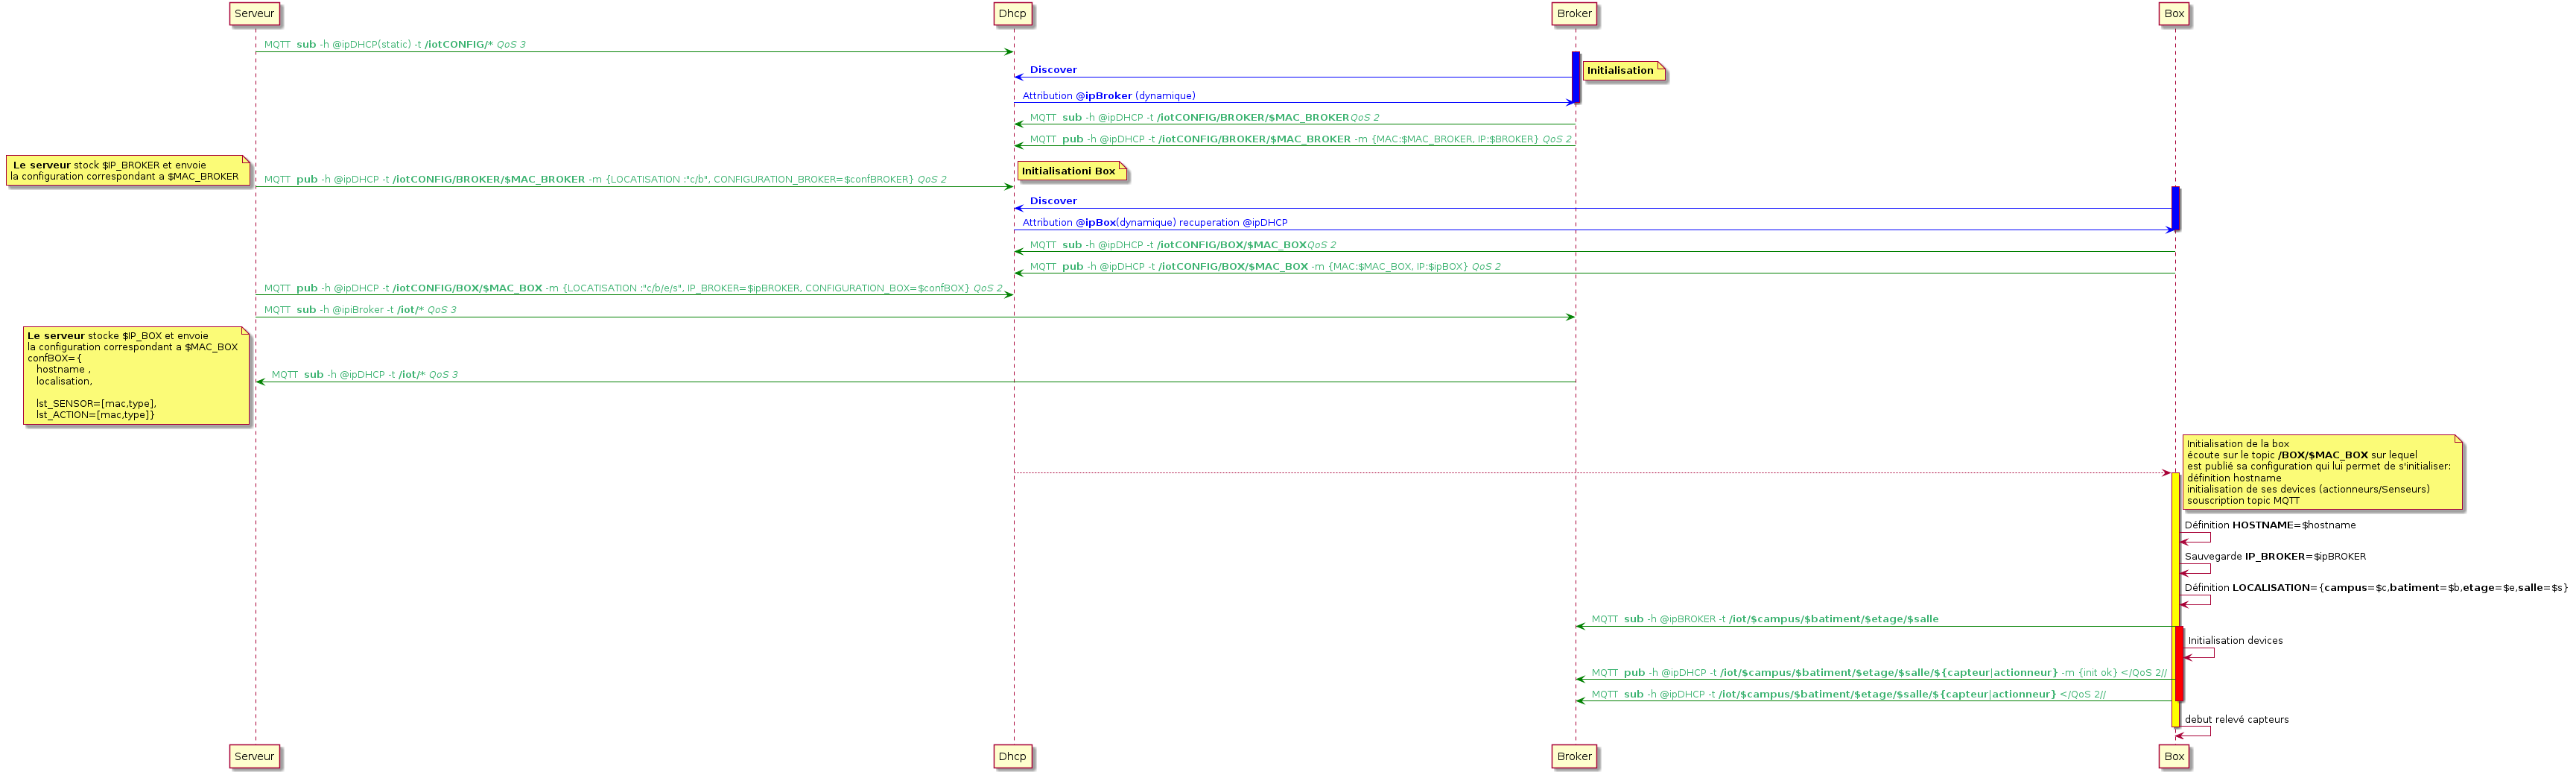 Serveur Dhcp Broker Box
MQTT sub -h @ipDHCP(static) -t /iotCONFIG/* QoS 3
Discover
Initialisation
Attribution @ipBroker (dynamique)
MQTT sub -h @ipDHCP -t /iotCONFIG/BROKER/$MAC_BROKERQoS 2
MQTT pub -h @ipDHCP -t /iotCONFIG/BROKER/$MAC_BROKER -m {MAC:$MAC_BROKER, IP:$BROKER} QoS 2
Le serveur stock $IP_BROKER et envoie
la configuration correspondant a $MAC_BROKER
MQTT pub -h @ipDHCP -t /iotCONFIG/BROKER/$MAC_BROKER -m {LOCATISATION :"c/b", CONFIGURATION_BROKER=$confBROKER} QoS 2
Initialisationi Box
Discover
Attribution @ipBox(dynamique) recuperation @ipDHCP
MQTT sub -h @ipDHCP -t /iotCONFIG/BOX/$MAC_BOXQoS 2
MQTT pub -h @ipDHCP -t /iotCONFIG/BOX/$MAC_BOX -m {MAC:$MAC_BOX, IP:$ipBOX} QoS 2
MQTT pub -h @ipDHCP -t /iotCONFIG/BOX/$MAC_BOX -m {LOCATISATION :"c/b/e/s", IP_BROKER=$ipBROKER, CONFIGURATION_BOX=$confBOX} QoS 2
MQTT sub -h @ipiBroker -t /iot/* QoS 3
Le serveur stocke $IP_BOX et envoie
la configuration correspondant a $MAC_BOX
confBOX={
hostname ,
localisation,
lst_SENSOR=[mac,type],
lst_ACTION=[mac,type]}
MQTT sub -h @ipDHCP -t /iot/* QoS 3
Initialisation de la box
écoute sur le topic /BOX/$MAC_BOX sur lequel
est publié sa configuration qui lui permet de s'initialiser:
définition hostname
initialisation de ses devices (actionneurs/Senseurs)
souscription topic MQTT
Définition HOSTNAME=$hostname
Sauvegarde IP_BROKER=$ipBROKER
Définition LOCALISATION={campus=$c,batiment=$b,etage=$e,salle=$s}
MQTT sub -h @ipBROKER -t /iot/$campus/$batiment/$etage/$salle
Initialisation devices
MQTT pub -h @ipDHCP -t /iot/$campus/$batiment/$etage/$salle/${capteur|actionneur} -m {init ok} </QoS 2//
MQTT sub -h @ipDHCP -t /iot/$campus/$batiment/$etage/$salle/${capteur|actionneur} </QoS 2//
debut relevé capteurs
Serveur Dhcp Broker Box